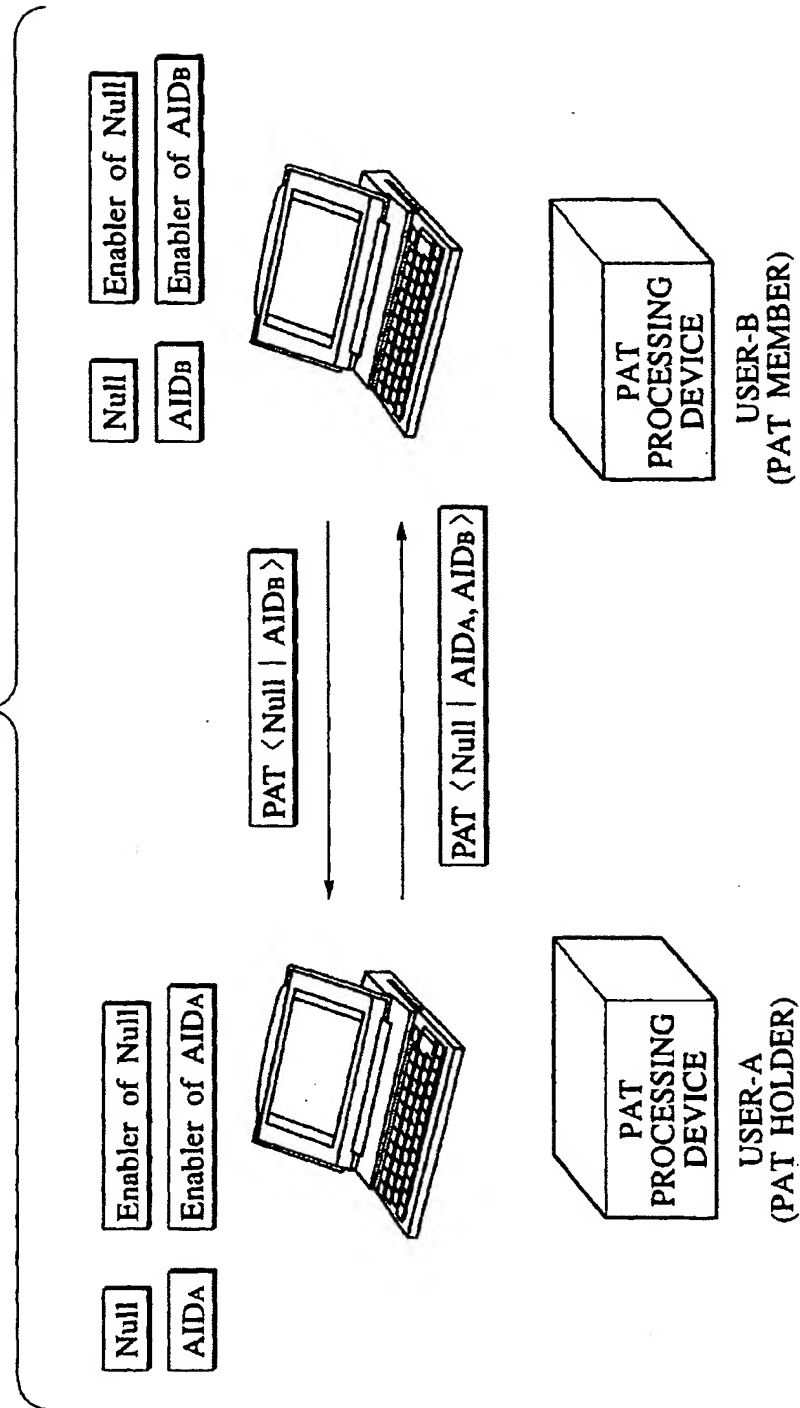 Null
Enabler of Null
AIDA
Enabler of AIDA
PAT
PROCESSING
DEVICE
USER-A
(PAT HOLDER)
PAT <Null | AIDB>
PAT <Null | AIDA, AIDB>
Null
Enabler of Null
AIDB
Enabler of AIDB
PAT
PROCESSING
DEVICE
USER-B
(PAT MEMBER)